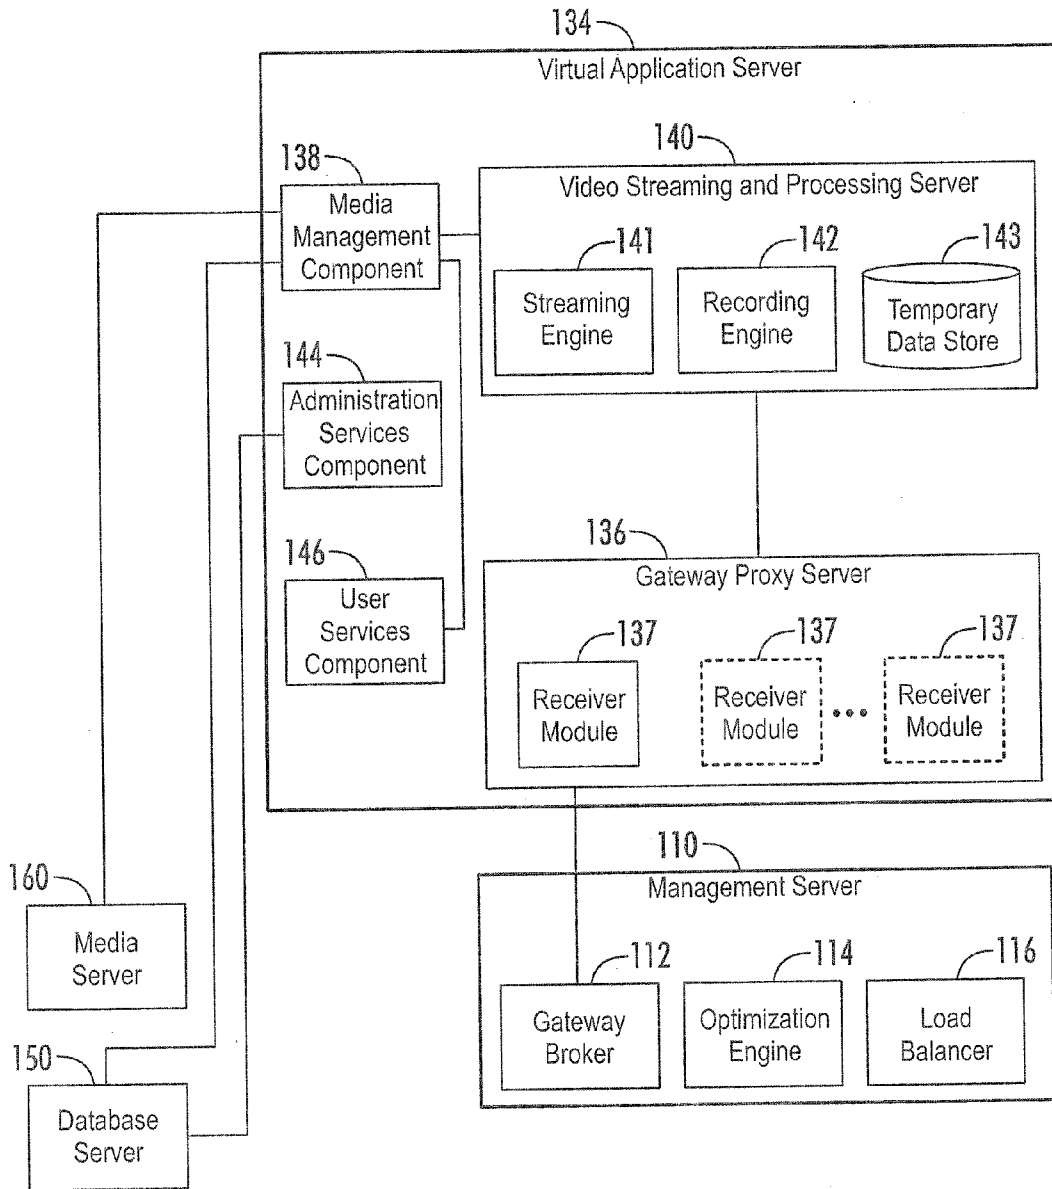 134
Virtual Application Server
138
Media
Management
Component
140
Video Streaming and Processing Server
141
Streaming
Engine
142
Recording
Engine
143
Temporary
Data Store
144
Administration
Services
Component
146
User
Services
Component
136
Gateway Proxy Server
137
Receiver
Module
137
Receiver
Module
137
Receiver
Module
110
Management Server
160
Media
Server
112
Gateway
Broker
114
Optimization
Engine
116
Load
Balancer
150
Database
Server